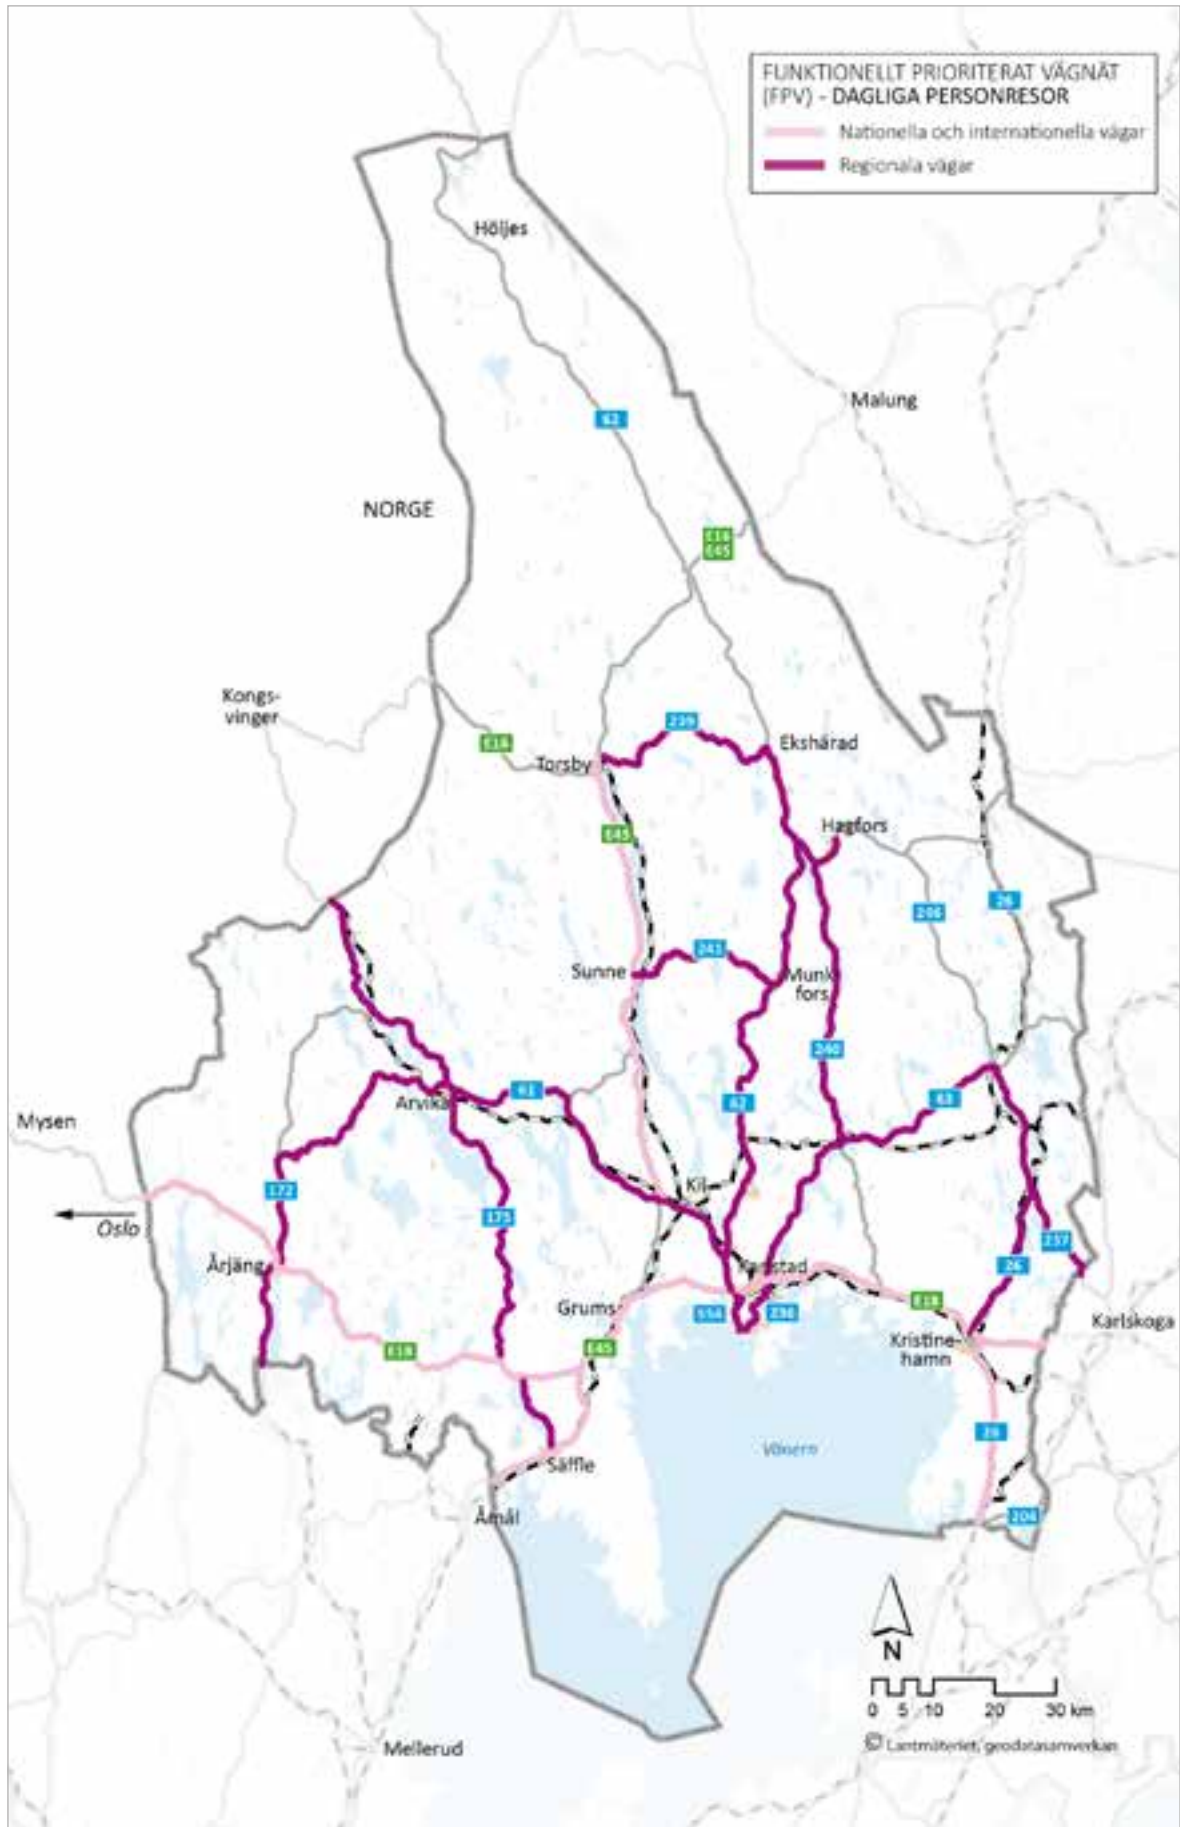 FUNKTIONELLT PRIORITERAT VÄGNÄT
(FPV) - DAGLIGA PERSONRESOR
Nationella och internationella vägar
Regionala vägar
Höljes
Malung
62
NORGE
E16
E45
Kongs-
vinger
239
E16
Torsby
Ekshärad
E45
Hagfors
246
26
241
Sunne
Munk
fors
240
61
62
63
Arvika
Mysen
172
175
Kil
Oslo
237
Årjäng
26
Karlstad
Grums
236
E18
Karlskoga
E18
E45
Kristine-
hamn
26
Vänern
Säffle
204
Åmål
N
0 5 10 20 30 km
Mellerud
© Lantmäteriet, geodatasamverkan